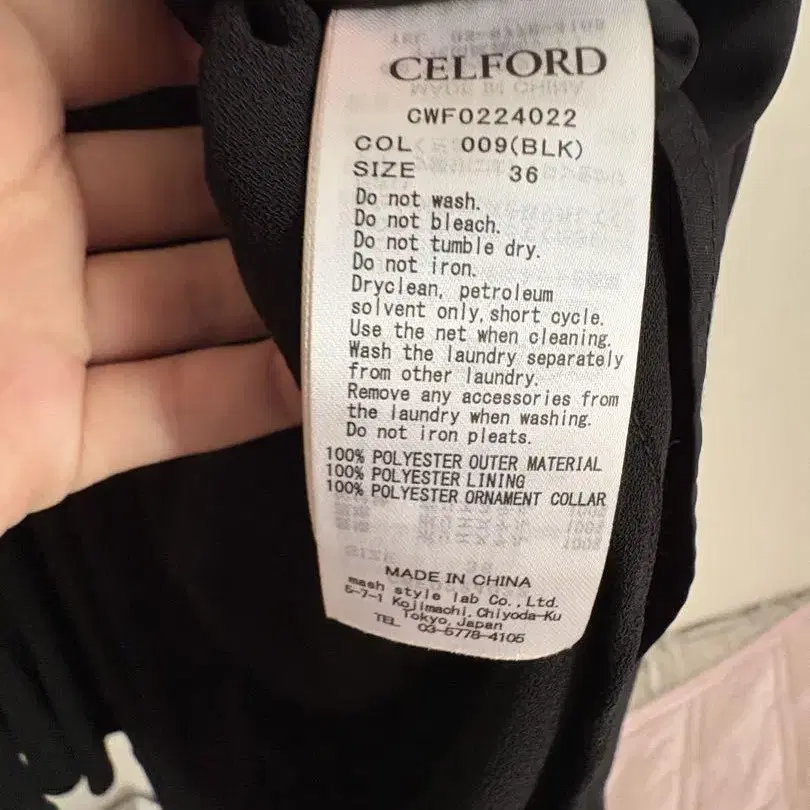 CELFORD
CWF0224022
COL 009(BLK)
SIZE 36
Do not wash.
Do not bleach.
Do not tumble dry.
Do not iron.
Dryclean, petroleum
solvent only,short cycle.
Use the net when cleaning.
Wash the laundry separately
from other laundry.
Remove any accessories from
the laundry when washing.
Do not iron pleats.
100% POLYESTER OUTER MATERIAL
100% POLYESTER LINING
100% POLYESTER ORNAMENT COLLAR
MADE IN CHINA
mash style lab Co.,Ltd.
5-7-1 Kojimachi,Chiyoda-Ku
Tokyo,Japan
TEL 03-5778-4105